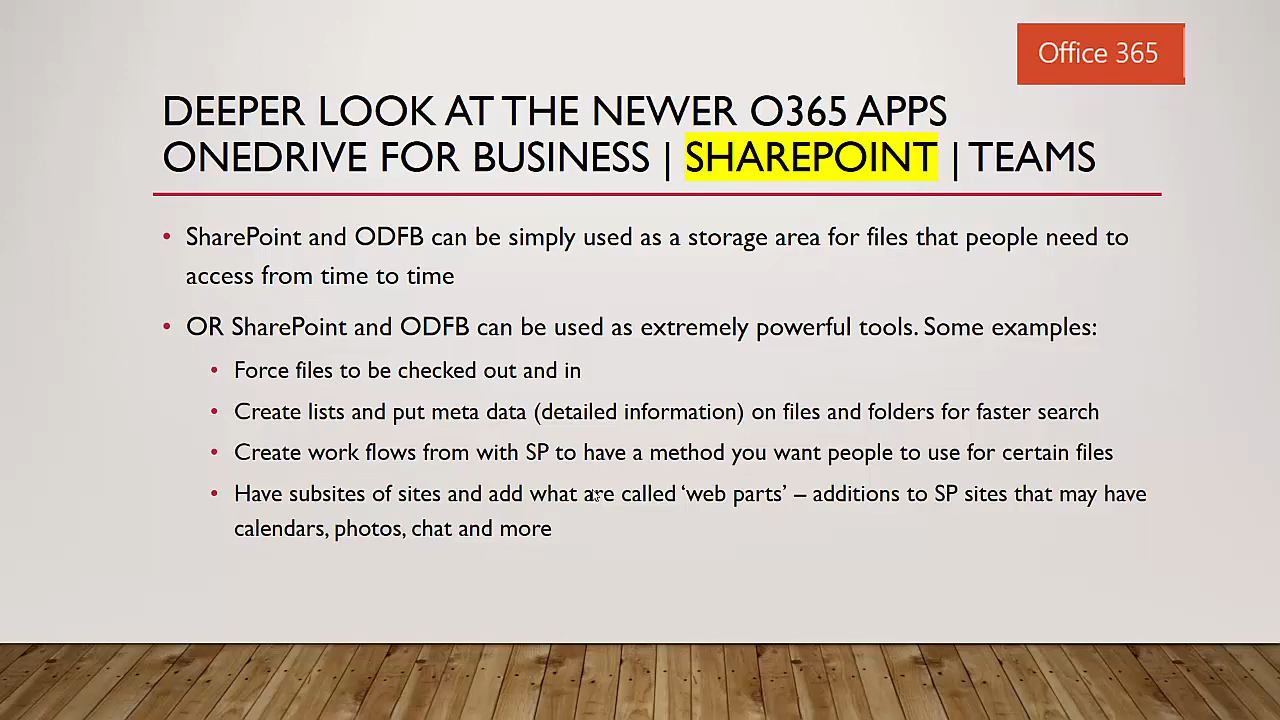 Office 365
DEEPER LOOK AT THE NEWER O365 APPS
ONEDRIVE FOR BUSINESS | SHAREPOINT | TEAMS
• SharePoint and ODFB can be simply used as a storage area for files that people need to
access from time to time
• OR SharePoint and ODFB can be used as extremely powerful tools. Some examples:
• Force files to be checked out and in
• Create lists and put meta data (detailed information) on files and folders for faster search
• Create work flows from with SP to have a method you want people to use for certain files
• Have subsites of sites and add what are called ‘web parts’ – additions to SP sites that may have
calendars, photos, chat and more